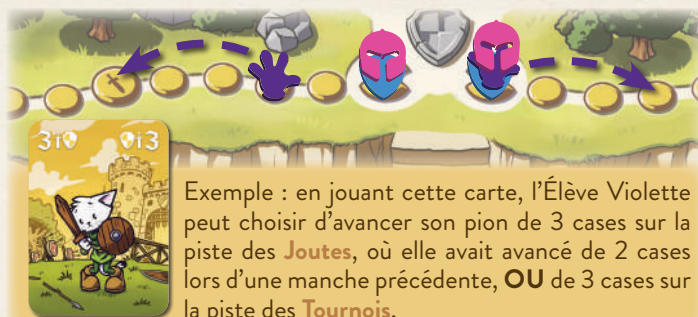 3 3
Exemple : en jouant cette carte, l'Élève Violette
peut choisir d'avancer son pion de 3 cases sur la
piste des Joutes, où elle avait avancé de 2 cases
lors d'une manche précédente, OU de 3 cases sur
la piste des Tournois.